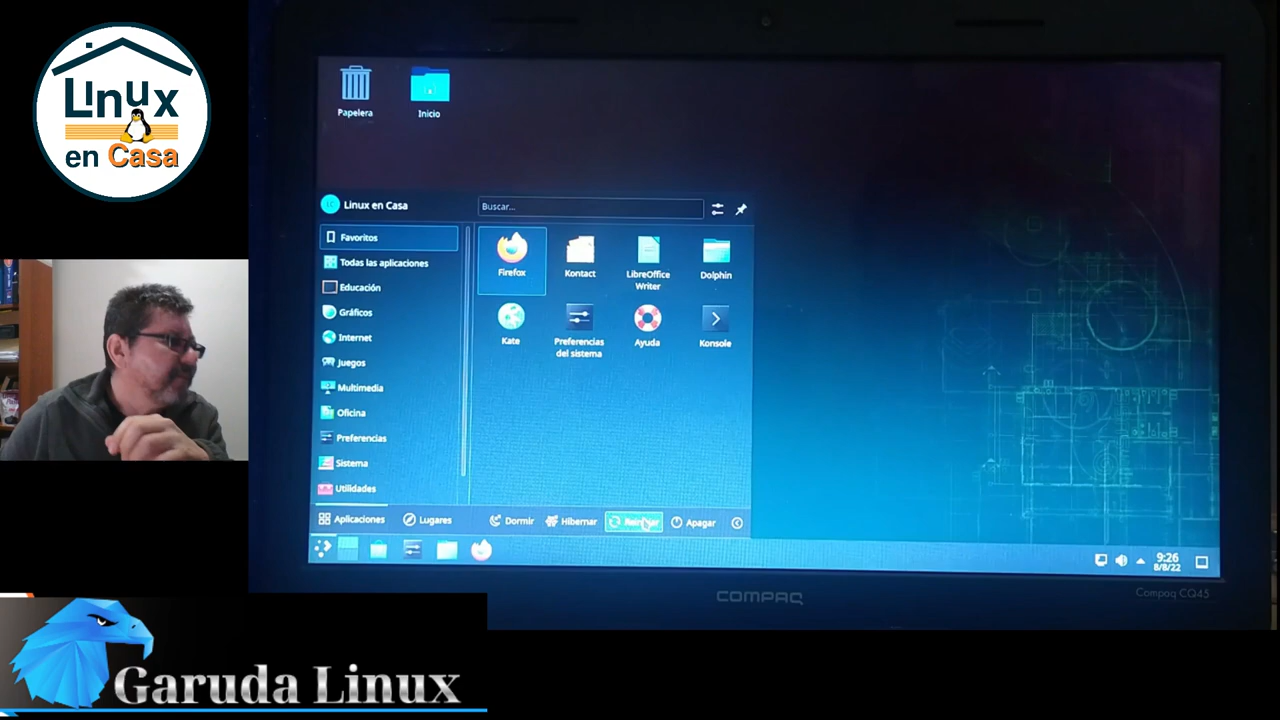 Linux
en Casa
Papelera
Inicio
Linux en Casa
Buscar...
Favoritos
Todas las aplicaciones
Educación
Gráficos
Internet
Juegos
Multimedia
Oficina
Preferencias
Sistema
Utilidades
Firefox
Kontact
LibreOffice
Writer
Dolphin
Kate
Preferencias
del sistema
Ayuda
Konsole
Aplicaciones
Lugares
Dormir
Hibernar
Reiniciar
Apagar
9:26
8/8/22
COMPAQ
Compaq CQ45
Garuda Linux